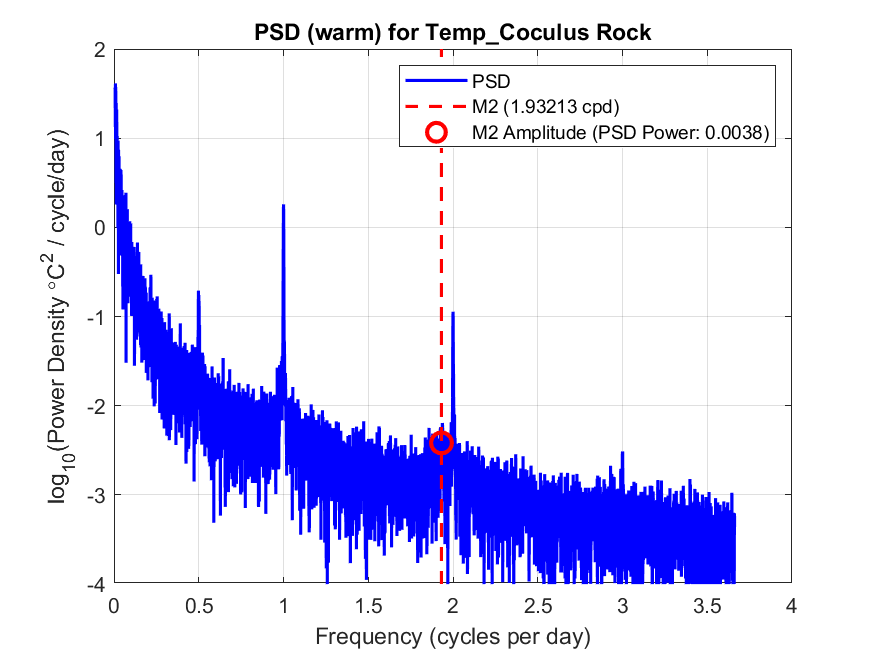 PSD (warm) for Temp_Coculus Rock
PSD
M2 (1.93213 cpd)
M2 Amplitude (PSD Power: 0.0038)
log10(Power Density °C2 / cycle/day)
2
1
0
-1
-2
-3
-4
0 0.5 1 1.5 2 2.5 3 3.5 4
Frequency (cycles per day)